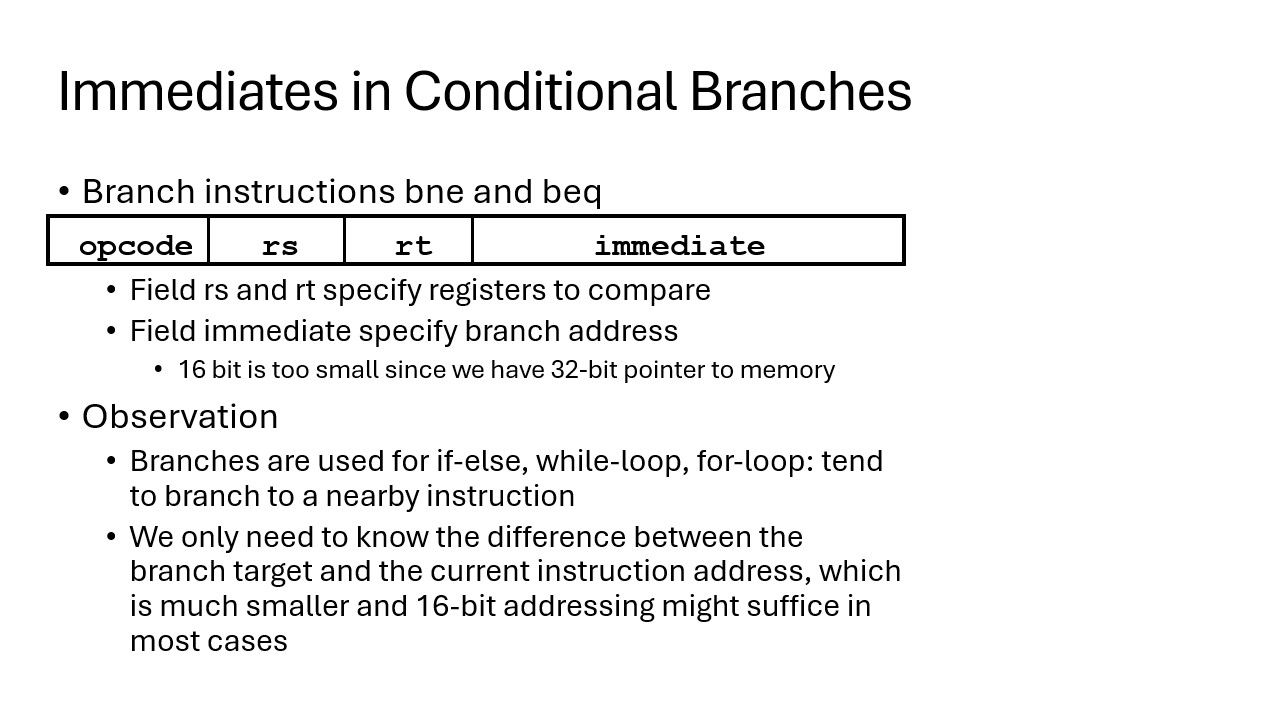 Immediates in Conditional Branches
• Branch instructions bne and beq
opcode rs rt immediate
• Field rs and rt specify registers to compare
• Field immediate specify branch address
• 16 bit is too small since we have 32-bit pointer to memory
• Observation
• Branches are used for if-else, while-loop, for-loop: tend
to branch to a nearby instruction
• We only need to know the difference between the
branch target and the current instruction address, which
is much smaller and 16-bit addressing might suffice in
most cases